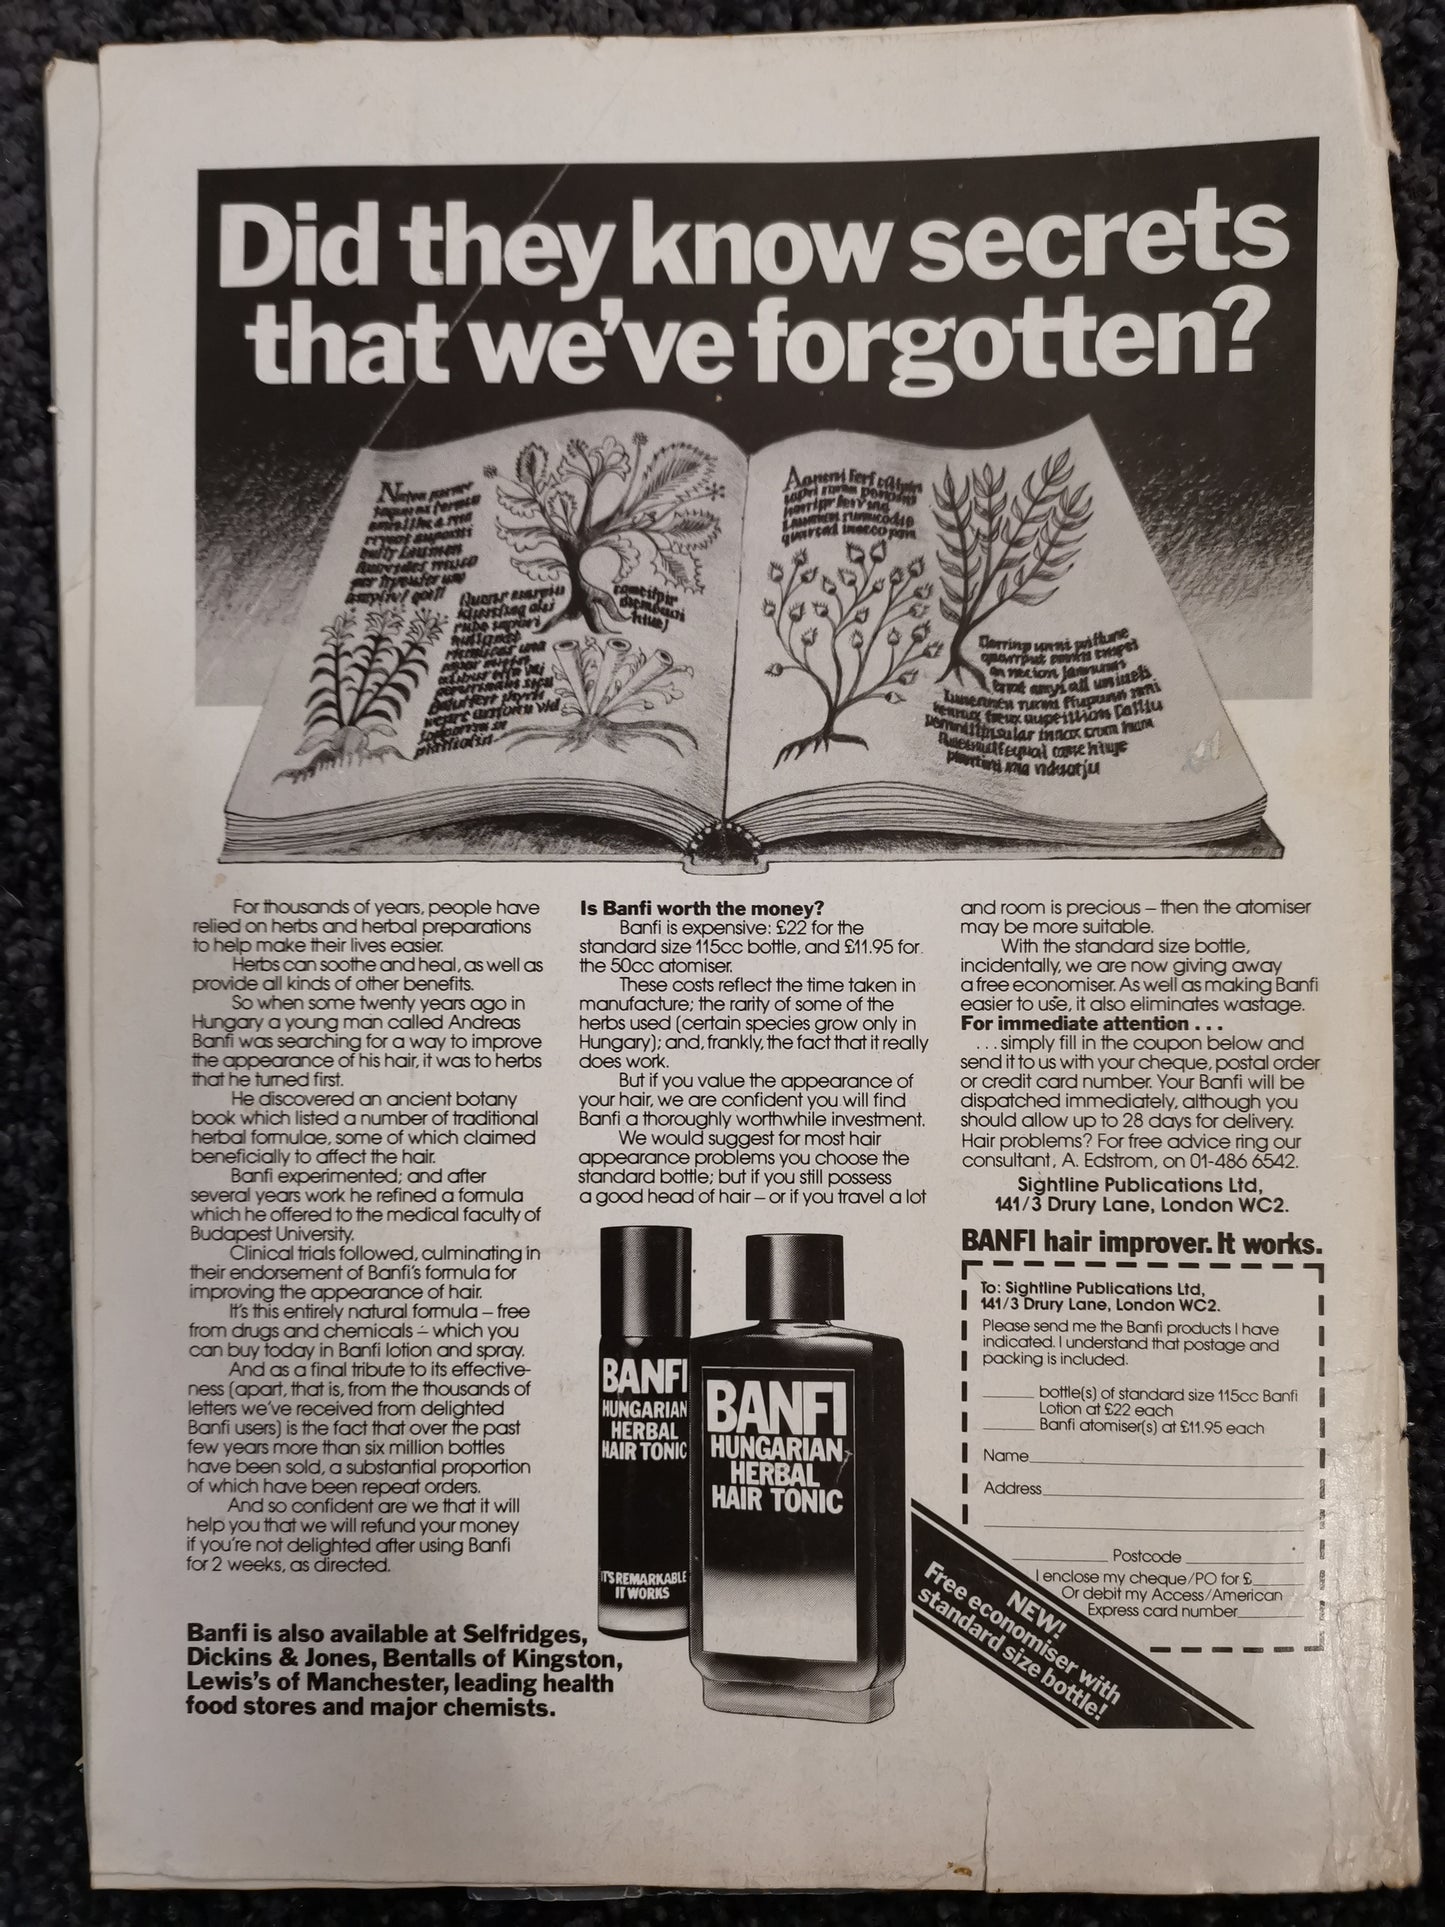 Did they know secrets
that we've forgotten?
For thousands of years, people have
relied on herbs and herbal preparations
to help make their lives easier.
Herbs can soothe and heal, as well as
provide all kinds of other benefits.
So when some twenty years ago in
Hungary a young man called Andreas
Banfi was searching for a way to improve
the appearance of his hair, it was to herbs
that he turned first.
He discovered an ancient botany
book which listed a number of traditional
herbal formulae, some of which claimed
beneficially to affect the hair.
Banfi experimented; and after
several years work he refined a formula
which he offered to the medical faculty of
Budapest University.
Clinical trials followed, culminating in
their endorsement of Banfi's formula for
improving the appearance of hair.
It's this entirely natural formula – free
from drugs and chemicals – which you
can buy today in Banfi lotion and spray.
And as a final tribute to its effective-
ness (apart, that is, from the thousands of
letters we've received from delighted
Banfi users) is the fact that over the past
few years more than six million bottles
have been sold, a substantial proportion
of which have been repeat orders.
And so confident are we that it will
help you that we will refund your money
if you're not delighted after using Banfi
for 2 weeks, as directed.
Banfi is also available at Selfridges,
Dickins & Jones, Bentalls of Kingston,
Lewis's of Manchester, leading health
food stores and major chemists.
Is Banfi worth the money?
Banfi is expensive: £22 for the
standard size 115cc bottle, and £11.95 for
the 50cc atomiser.
These costs reflect the time taken in
manufacture; the rarity of some of the
herbs used (certain species grow only in
Hungary); and, frankly, the fact that it really
does work.
But if you value the appearance of
your hair, we are confident you will find
Banfi a thoroughly worthwhile investment.
We would suggest for most hair
appearance problems you choose the
standard bottle; but if you still possess
a good head of hair – or if you travel a lot
BANFI
HUNGARIAN
HERBAL
HAIR TONIC
IT'S REMARKABLE
IT WORKS
BANFI
HUNGARIAN
HERBAL
HAIR TONIC
and room is precious – then the atomiser
may be more suitable.
With the standard size bottle,
incidentally, we are now giving away
a free economiser. As well as making Banfi
easier to use, it also eliminates wastage.
For immediate attention . . .
. . . simply fill in the coupon below and
send it to us with your cheque, postal order
or credit card number. Your Banfi will be
dispatched immediately, although you
should allow up to 28 days for delivery.
Hair problems? For free advice ring our
consultant, A. Edstrom, on 01-486 6542.
Sightline Publications Ltd,
141/3 Drury Lane, London WC2.
BANFI hair improver. It works.
To: Sightline Publications Ltd,
141/3 Drury Lane, London WC2.
Please send me the Banfi products I have
indicated. I understand that postage and
packing is included.
bottle(s) of standard size 115cc Banfi
Lotion at £22 each
Banfi atomiser(s) at £11.95 each
Name
Address
Postcode
I enclose my cheque/PO for £
Or debit my Access/American
Express card number
NEW!
Free economiser with
standard size bottle!